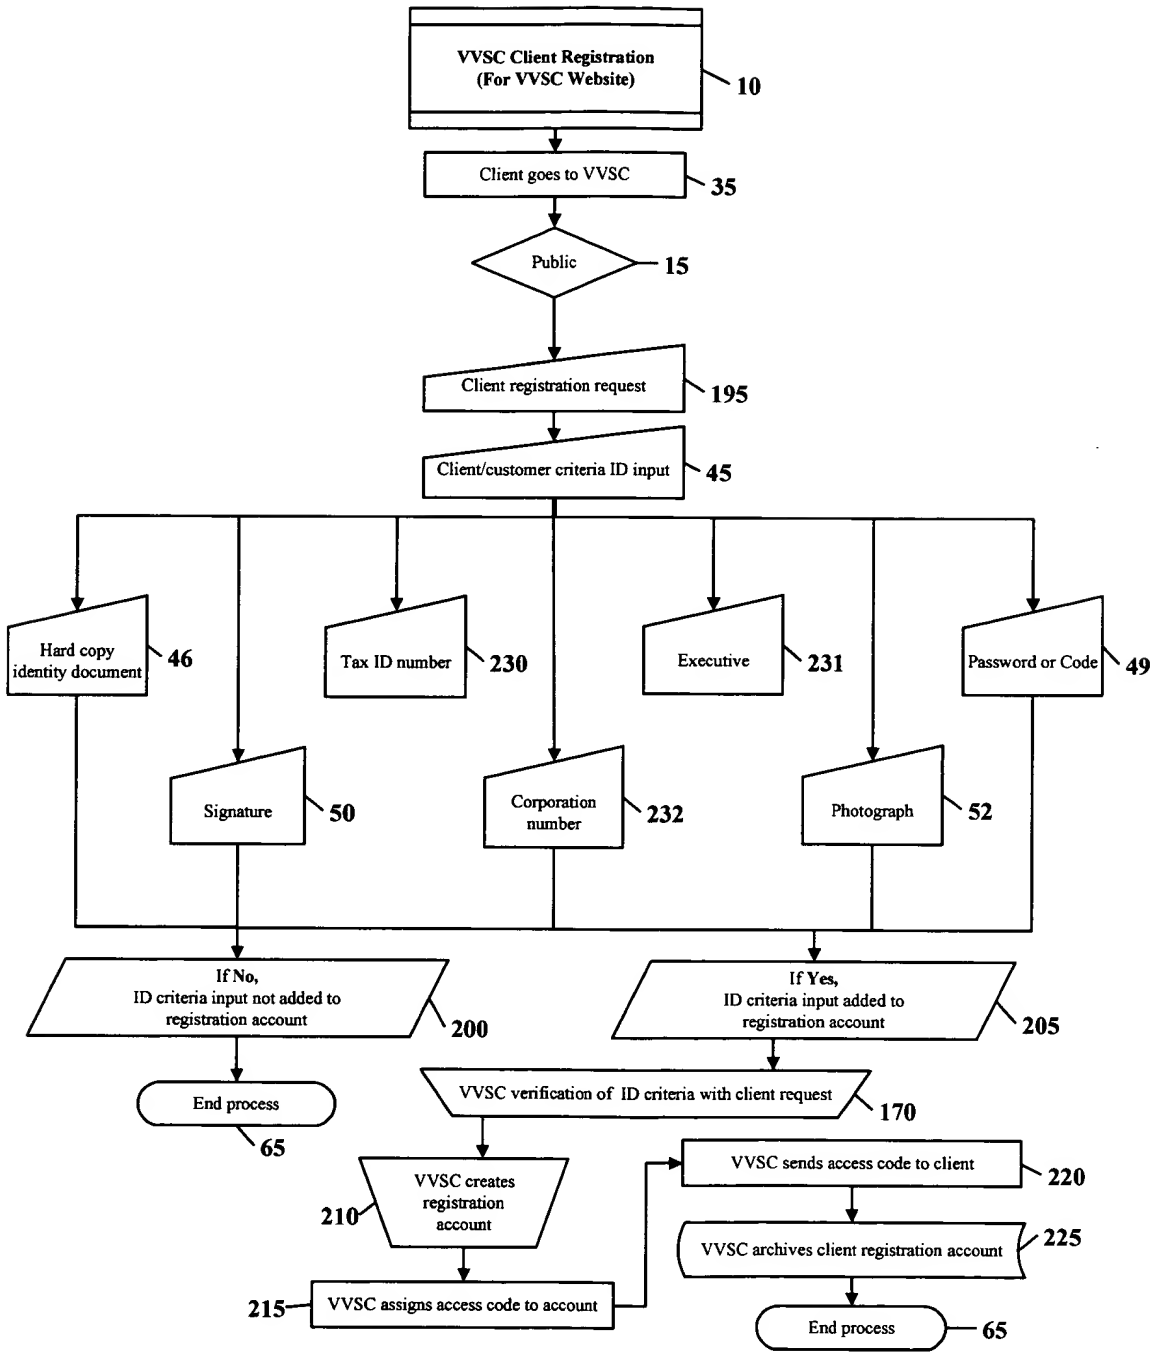 VVSC Client Registration
(For VVSC Website)
10
Client goes to VVSC
35
Public
15
Client registration request
195
Client/customer criteria ID input
45
Hard copy
identity document
46
Tax ID number
230
Executive
231
Password or Code
49
Signature
50
Corporation
number
232
Photograph
52
If No,
ID criteria input not added to
registration account
200
If Yes,
ID criteria input added to
registration account
205
End process
65
VVSC verification of ID criteria with client request
170
VVSC creates
registration
account
210
VVSC assigns access code to account
215
VVSC sends access code to client
220
VVSC archives client registration account
225
End process
65